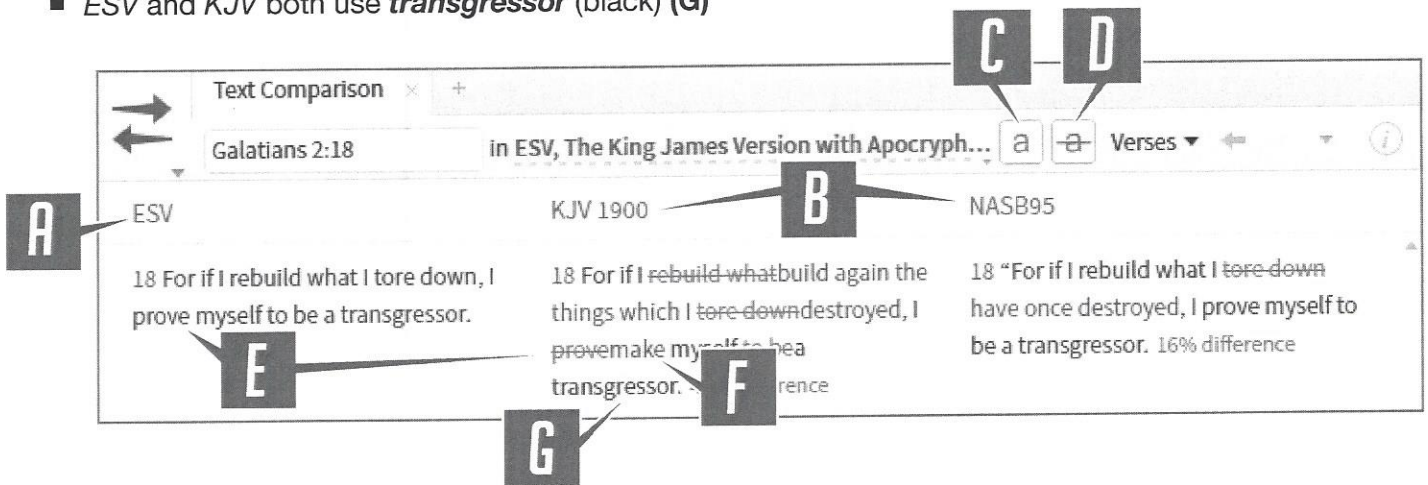 ▪ ESV and KJV both use transgressor (black) (G)
C D
Text Comparison × +
Galatians 2:18 in ESV, The King James Version with Apocryph... a a Verses
A ESV KJV 1900 B NASB95
18 For if I rebuild what I tore down, I
prove myself to be a transgressor.
E
18 For if I rebuild whatbuild again the
things which I tore downdestroyed, I
provemake bea
transgressor.
F
G
18 “For if I rebuild what I tore down
have once destroyed, I prove myself to
be a transgressor. 16% difference